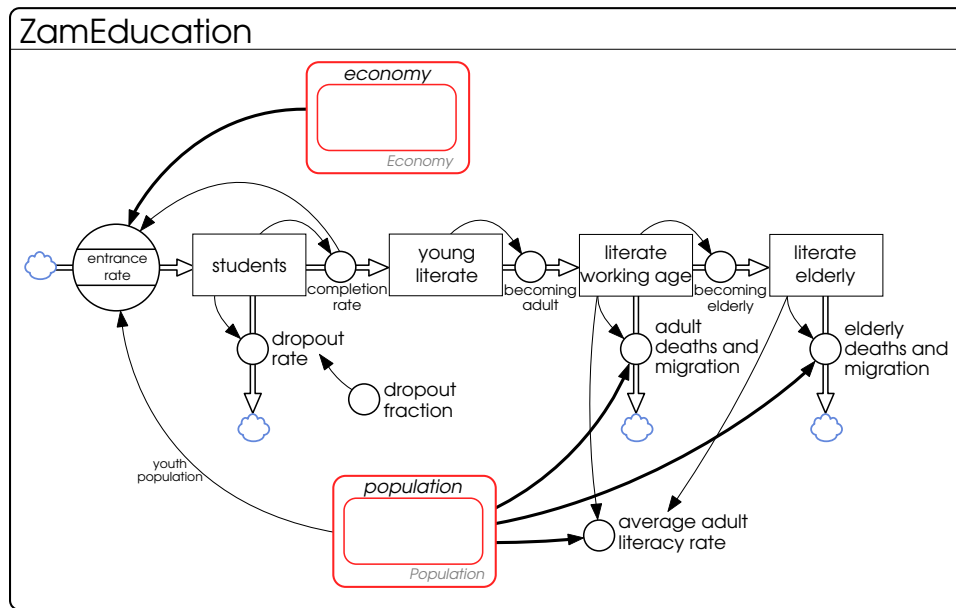 ZamEducation
economy
Economy
entrance
rate
students
completion
rate
young
literate
becoming
adult
literate
working age
becoming
elderly
literate
elderly
dropout
rate
dropout
fraction
adult
deaths and
migration
elderly
deaths and
migration
youth
population
population
Population
average adult
literacy rate